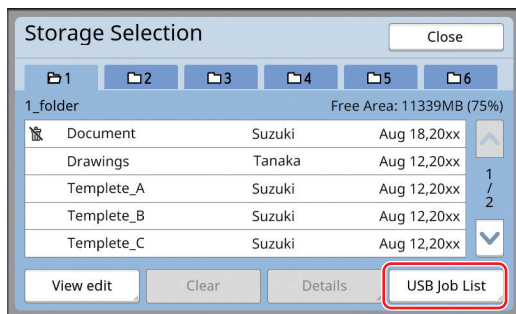 Storage Selection
Close
1 2 3 4 5 6
1_folder Free Area: 11339MB (75%)
Document Suzuki Aug 18,20xx
Drawings Tanaka Aug 12,20xx
Templete_A Suzuki Aug 12,20xx
Templete_B Suzuki Aug 12,20xx
Templete_C Suzuki Aug 12,20xx
1
/
2
View edit Clear Details USB Job List